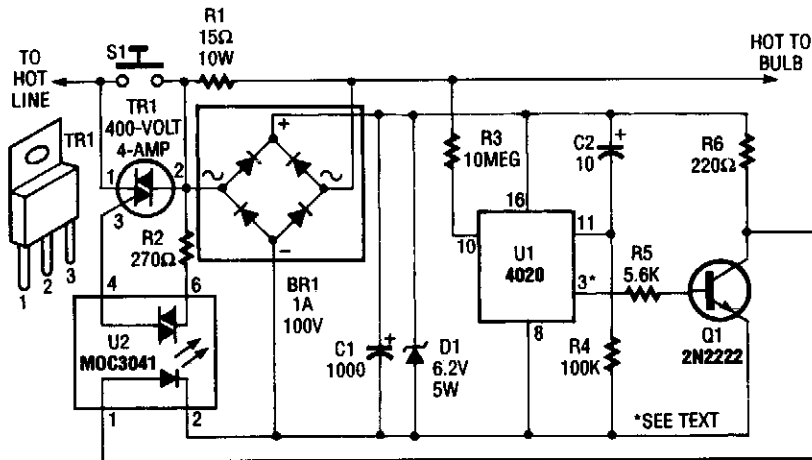 R1
15Ω
10W
S1
TO
HOT
LINE
HOT TO
BULB
TR1
400-VOLT
4-AMP
TR1
1
2
3
1
2
3
+
−
R2
270Ω
BR1
1A
100V
4
6
U2
MOC3041
1
2
C1
1000
+
D1
6.2V
5W
R3
10MEG
16
10
11
U1
4020
3*
8
C2
10
+
R4
100K
R5
5.6K
R6
220Ω
Q1
2N2222
*SEE TEXT